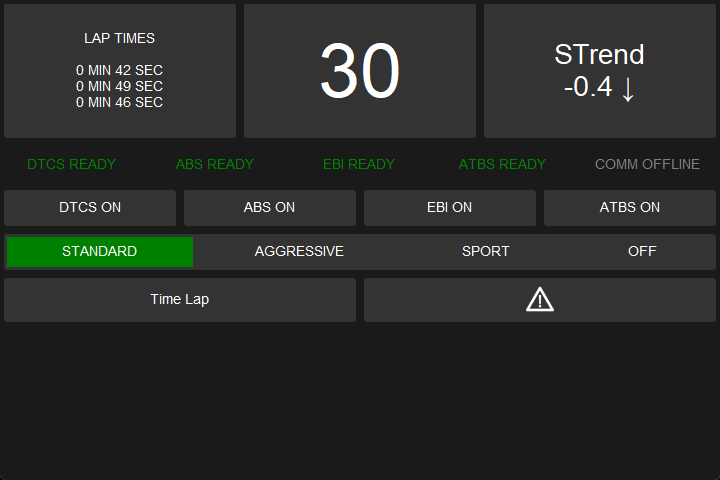 LAP TIMES
0 MIN 42 SEC
0 MIN 49 SEC
0 MIN 46 SEC
30
STrend
-0.4 ↓
DTCS READY ABS READY EBI READY ATBS READY COMM OFFLINE
DTCS ON ABS ON EBI ON ATBS ON
STANDARD AGGRESSIVE SPORT OFF
Time Lap